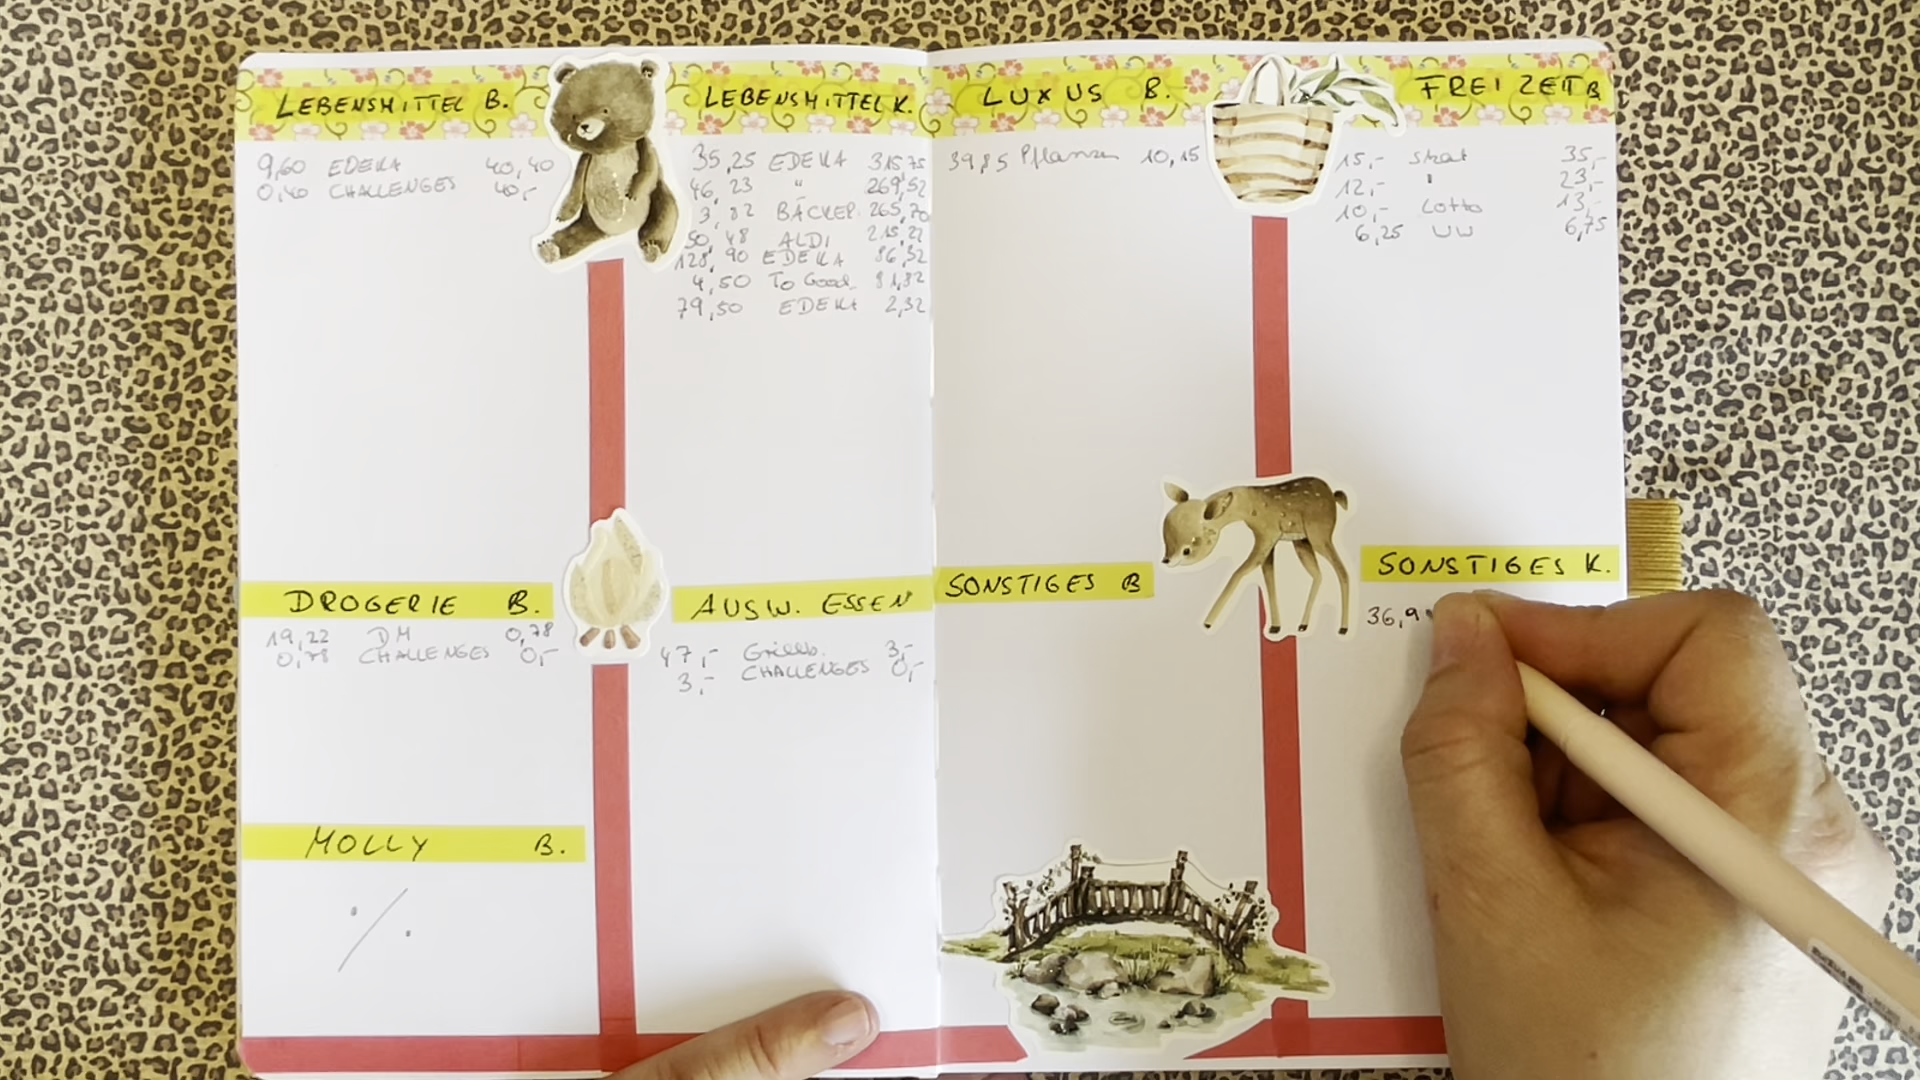 LEBENSMITTEL B.
9,60 EDEKA 40,40
0,40 CHALLENGES 40,-
LEBENSMITTEL K.
35,25 EDEKA 315,75
46,23 " 269,52
3,82 BÄCKER 265,70
50,48 ALDI 215,22
128,90 EDEKA 86,32
4,50 To Good 81,82
79,50 EDEKA 2,32
LUXUS B.
39,85 Pflanzen 10,15
FREIZEIT B
15,- Skat 35,-
12,- " 23,-
10,- Lotto 13,-
6,25 WW 6,75
DROGERIE B.
19,22 DM 0,78
0,78 CHALLENGES 0,-
AUSW. ESSEN
47,- Grillb. 3,-
3,- CHALLENGES 0,-
SONSTIGES B
SONSTIGES K.
36,9
MOLLY B.